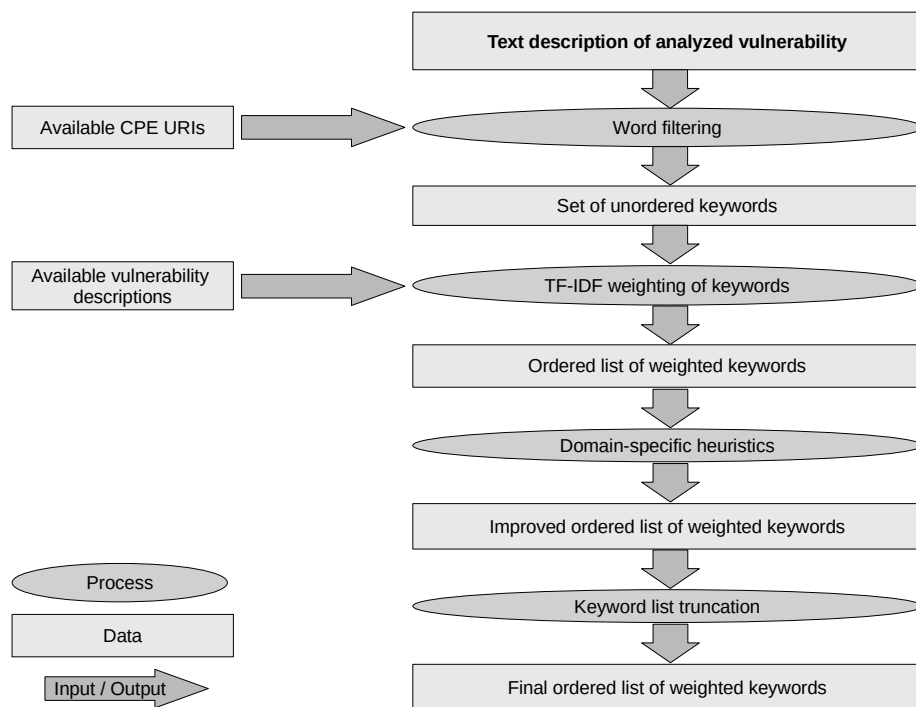 Text description of analyzed vulnerability
Available CPE URIs
Word filtering
Set of unordered keywords
Available vulnerability
descriptions
TF-IDF weighting of keywords
Ordered list of weighted keywords
Domain-specific heuristics
Improved ordered list of weighted keywords
Process
Keyword list truncation
Data
Input / Output
Final ordered list of weighted keywords